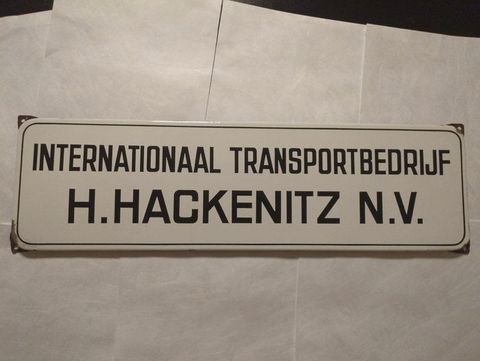 INTERNATIONAAL TRANSPORTBEDRIJF
H.HACKENITZ N.V.